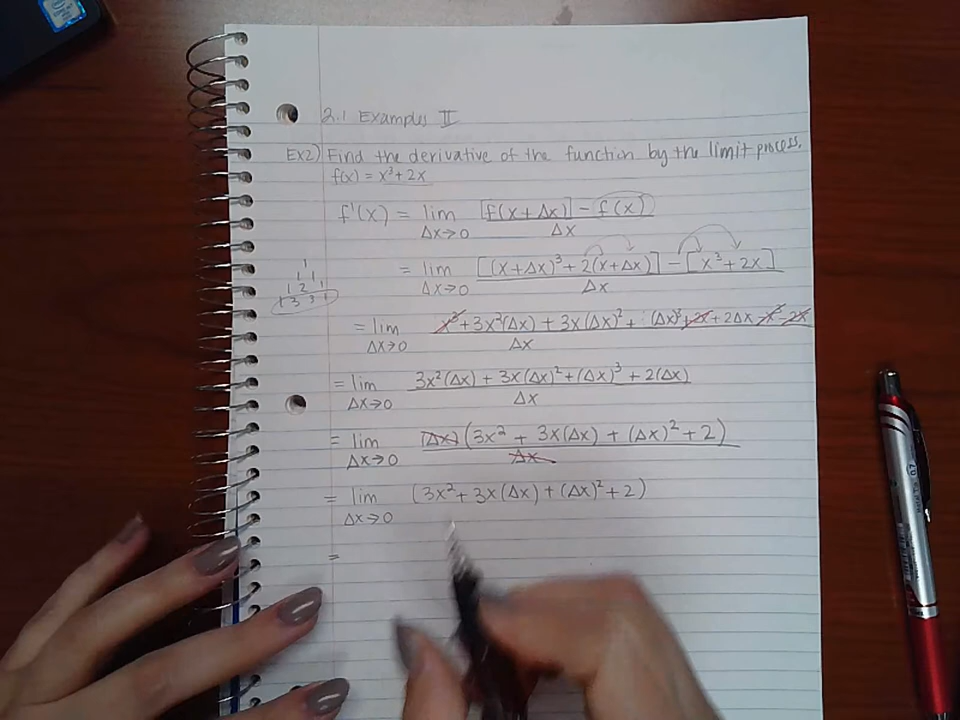 2.1 Examples II
Ex2) Find the derivative of the function by the limit process.
f(x) = x³+2x
f'(x) = lim Δx→0 [f(x+Δx)] - f(x) / Δx
1
1 1
1 2 1
1 3 3 1
= lim Δx→0 [(x+Δx)³+2(x+Δx)] - [x³+2x] / Δx
= lim Δx→0 x³+3x²(Δx)+3x(Δx)²+(Δx)³+2x+2Δx-x³-2x / Δx
= lim Δx→0 3x²(Δx)+3x(Δx)²+(Δx)³+2(Δx) / Δx
= lim Δx→0 (Δx)(3x²+3x(Δx)+(Δx)²+2) / Δx
= lim Δx→0 (3x²+3x(Δx)+(Δx)²+2)
=